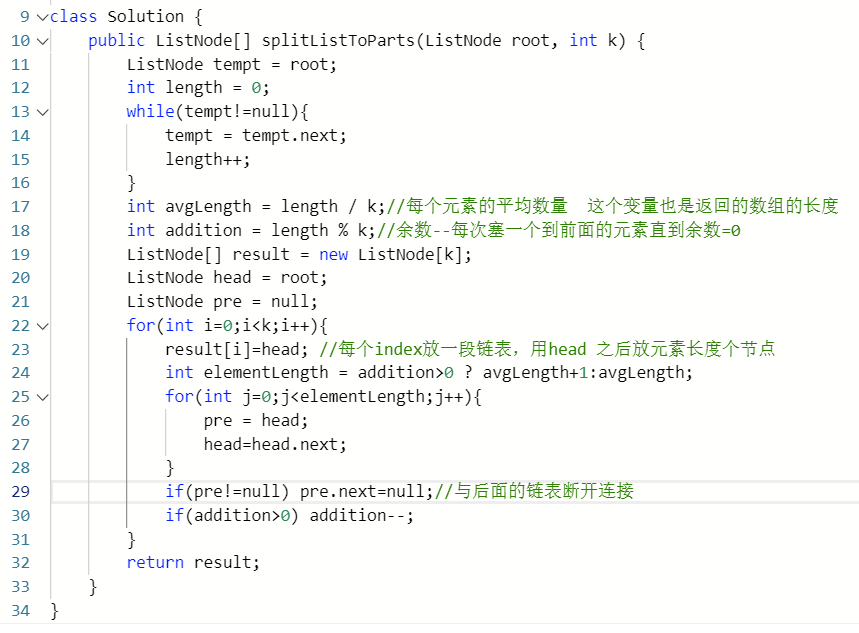 9 class Solution {
10 public ListNode[] splitListToParts(ListNode root, int k) {
11 ListNode tempt = root;
12 int length = 0;
13 while(tempt!=null){
14 tempt = tempt.next;
15 length++;
16 }
17 int avgLength = length / k;//每个元素的平均数量  这个变量也是返回的数组的长度
18 int addition = length % k;//余数--每次塞一个到前面的元素直到余数=0
19 ListNode[] result = new ListNode[k];
20 ListNode head = root;
21 ListNode pre = null;
22 for(int i=0;i<k;i++){
23 result[i]=head; //每个index放一段链表，用head 之后放元素长度个节点
24 int elementLength = addition>0 ? avgLength+1:avgLength;
25 for(int j=0;j<elementLength;j++){
26 pre = head;
27 head=head.next;
28 }
29 if(pre!=null) pre.next=null;//与后面的链表断开连接
30 if(addition>0) addition--;
31 }
32 return result;
33 }
34 }